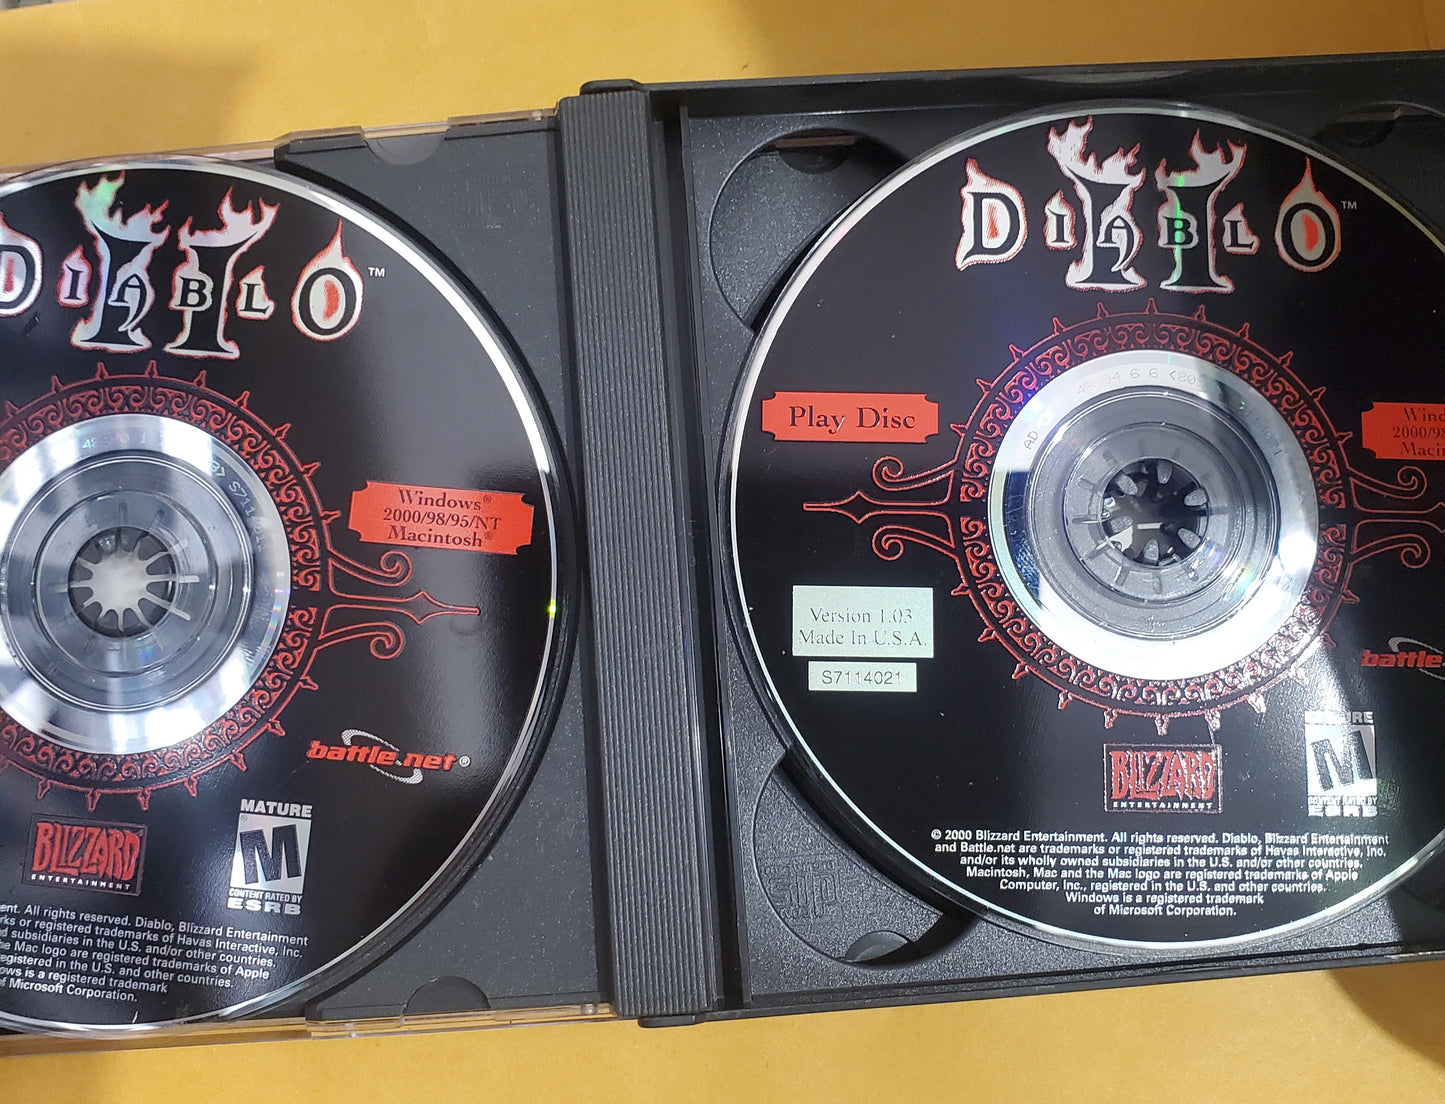 DIABLO II™
Windows®
2000/98/95/NT
Macintosh®
battle.net®
BLIZZARD
ENTERTAINMENT
MATURE
M
CONTENT RATED BY
ESRB
All rights reserved. Diablo, Blizzard Entertainment
or registered trademarks of Havas Interactive, Inc.
subsidiaries in the U.S. and/or other countries.
Mac logo are registered trademarks of Apple
in the U.S. and other countries.
is a registered trademark
Microsoft Corporation.
DIABLO II™
Play Disc
2000/9
Version 1.03
Made In U.S.A.
S7114021
battle
BLIZZARD
ENTERTAINMENT
MATURE
M
CONTENT RATED BY
ESRB
© 2000 Blizzard Entertainment. All rights reserved. Diablo, Blizzard Entertainment
and Battle.net are trademarks or registered trademarks of Havas Interactive, Inc.
and/or its wholly owned subsidiaries in the U.S. and/or other countries.
Macintosh, Mac and the Mac logo are registered trademarks of Apple
Computer, Inc., registered in the U.S. and other countries.
Windows is a registered trademark
of Microsoft Corporation.